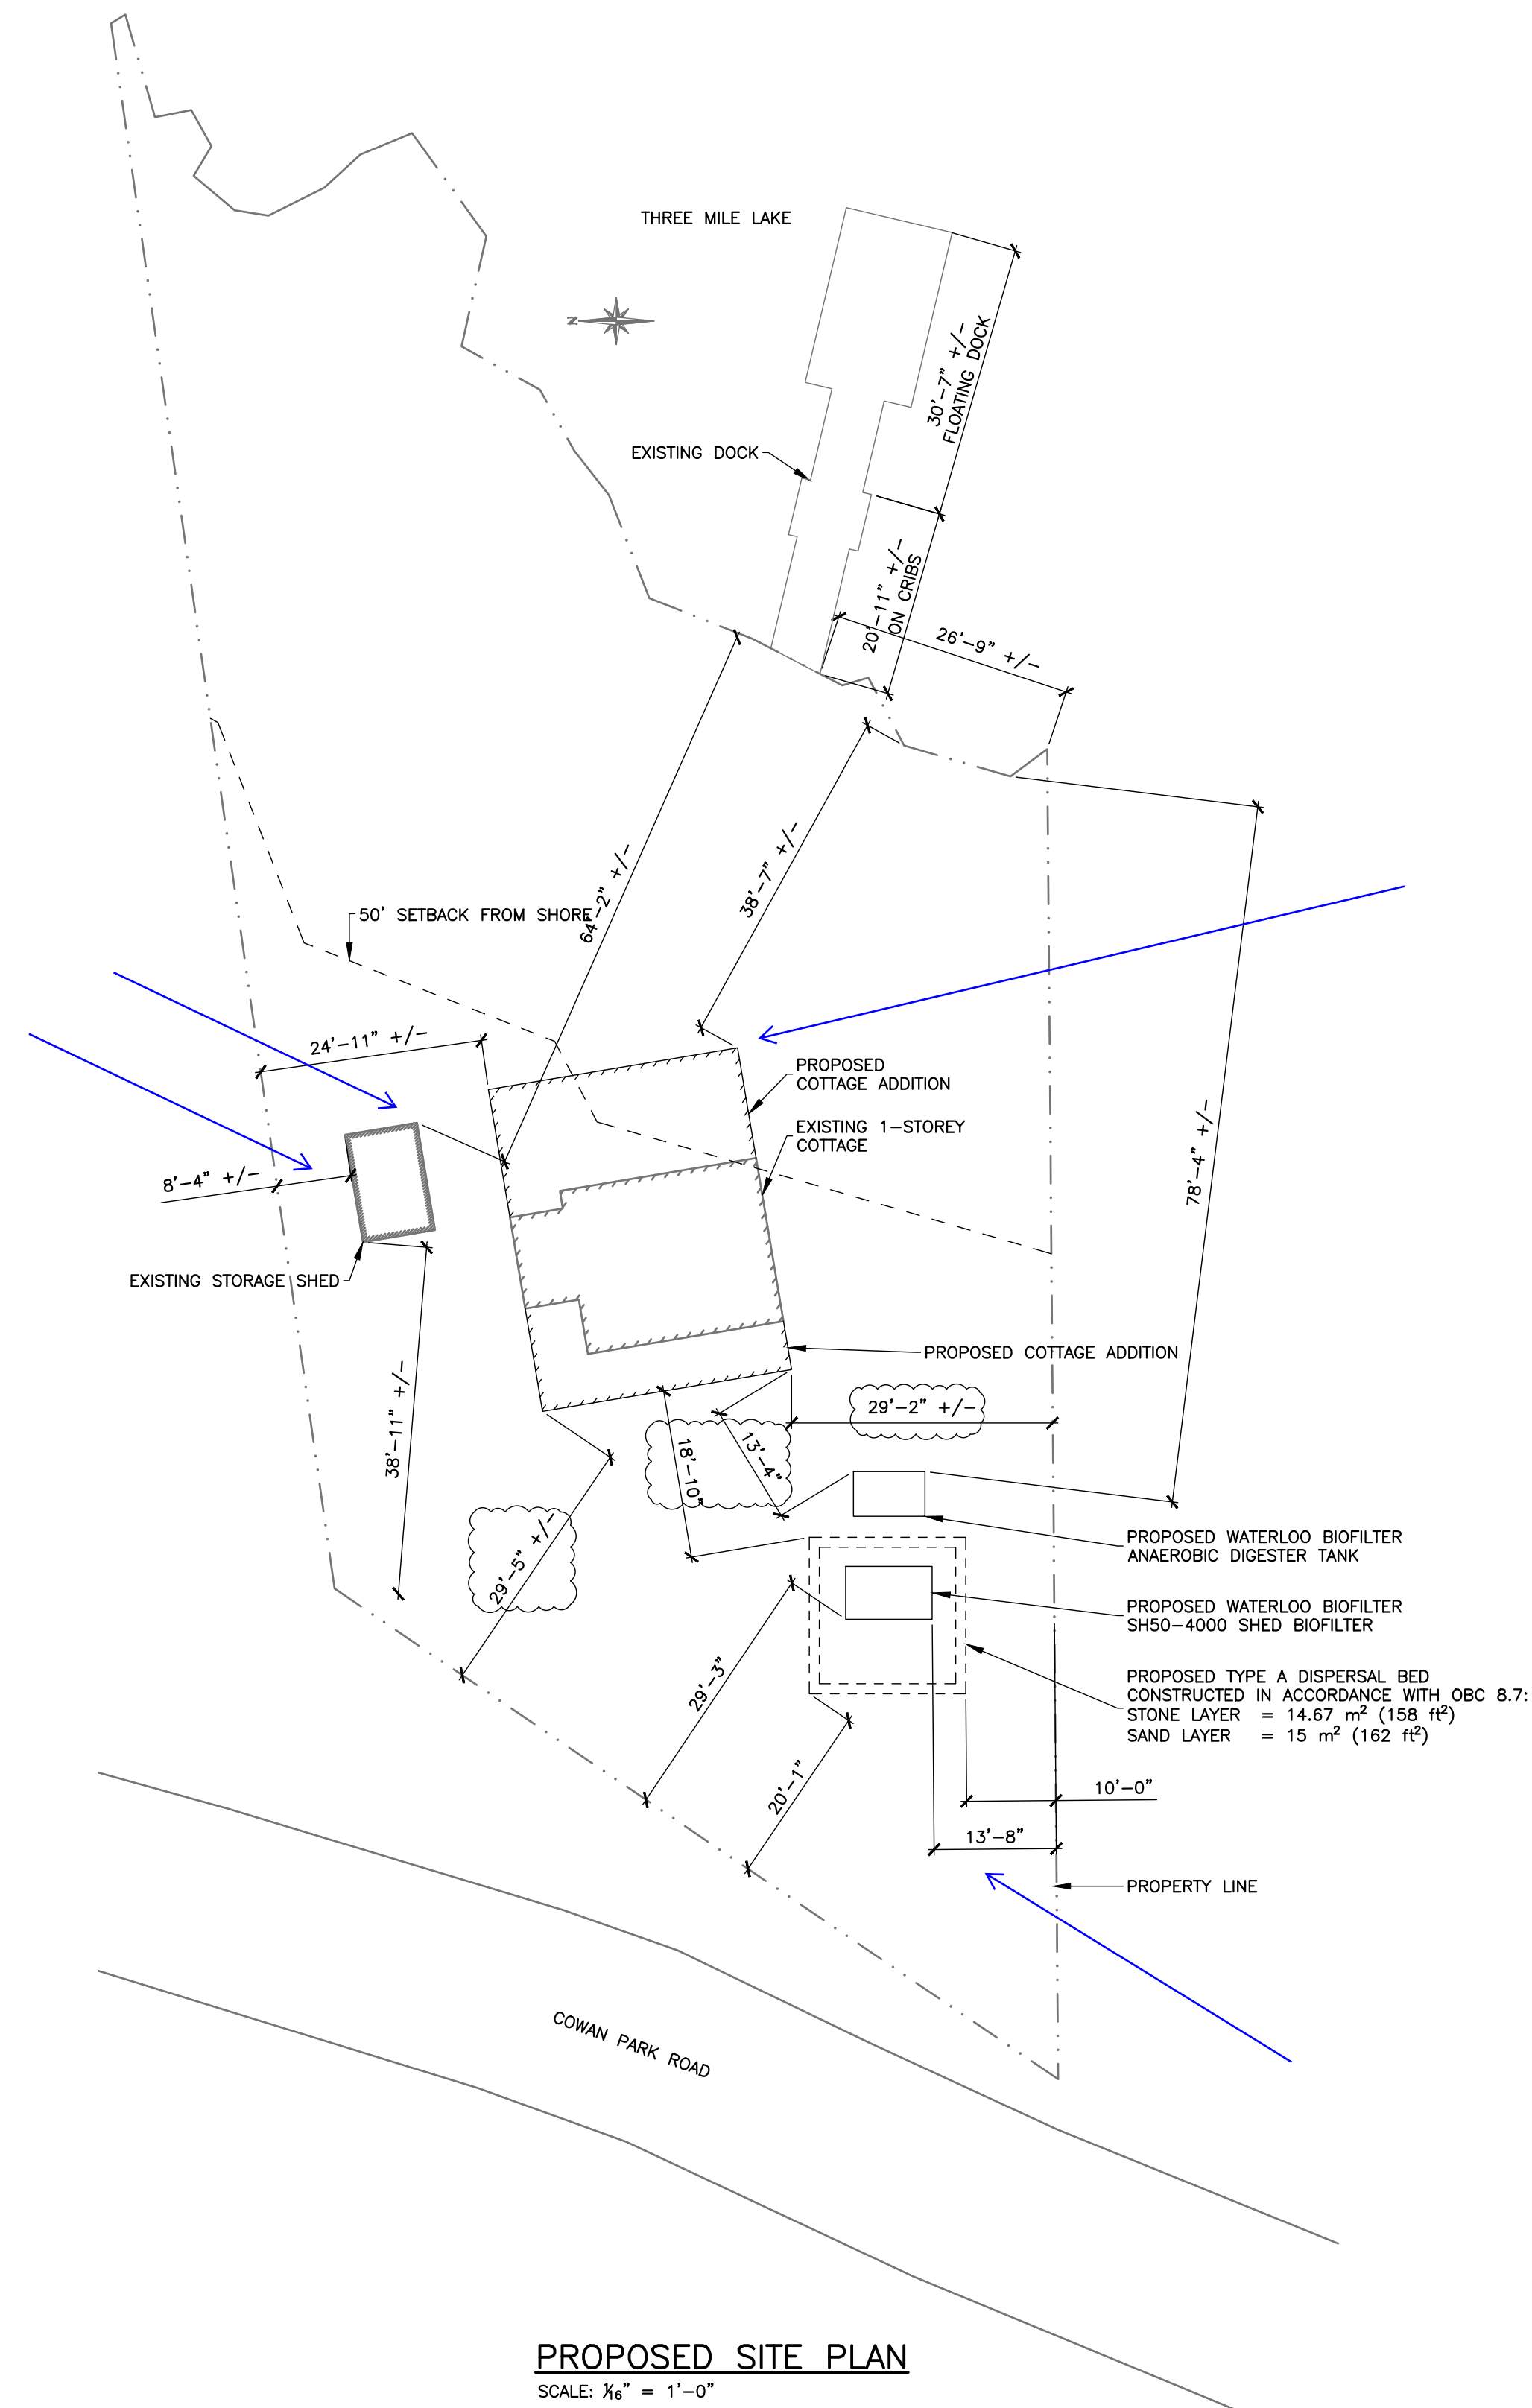 THREE MILE LAKE
N
30'-7" +/-
FLOATING DOCK
EXISTING DOCK
20'-11" +/-
ON CRIBS
26'-9" +/-
64'-2" +/-
38'-7" +/-
50' SETBACK FROM SHORE
24'-11" +/-
PROPOSED
COTTAGE ADDITION
EXISTING 1-STOREY
COTTAGE
78'-4" +/-
8'-4" +/-
EXISTING STORAGE SHED
PROPOSED COTTAGE ADDITION
38'-11" +/-
29'-2" +/-
18'-10"
13'-4"
29'-5" +/-
PROPOSED WATERLOO BIOFILTER
ANAEROBIC DIGESTER TANK
PROPOSED WATERLOO BIOFILTER
SH50-4000 SHED BIOFILTER
29'-3"
PROPOSED TYPE A DISPERSAL BED
CONSTRUCTED IN ACCORDANCE WITH OBC 8.7:
STONE LAYER = 14.67 m² (158 ft²)
SAND LAYER = 15 m² (162 ft²)
20'-1"
10'-0"
13'-8"
PROPERTY LINE
COWAN PARK ROAD
PROPOSED SITE PLAN
SCALE: 1/16" = 1'-0"